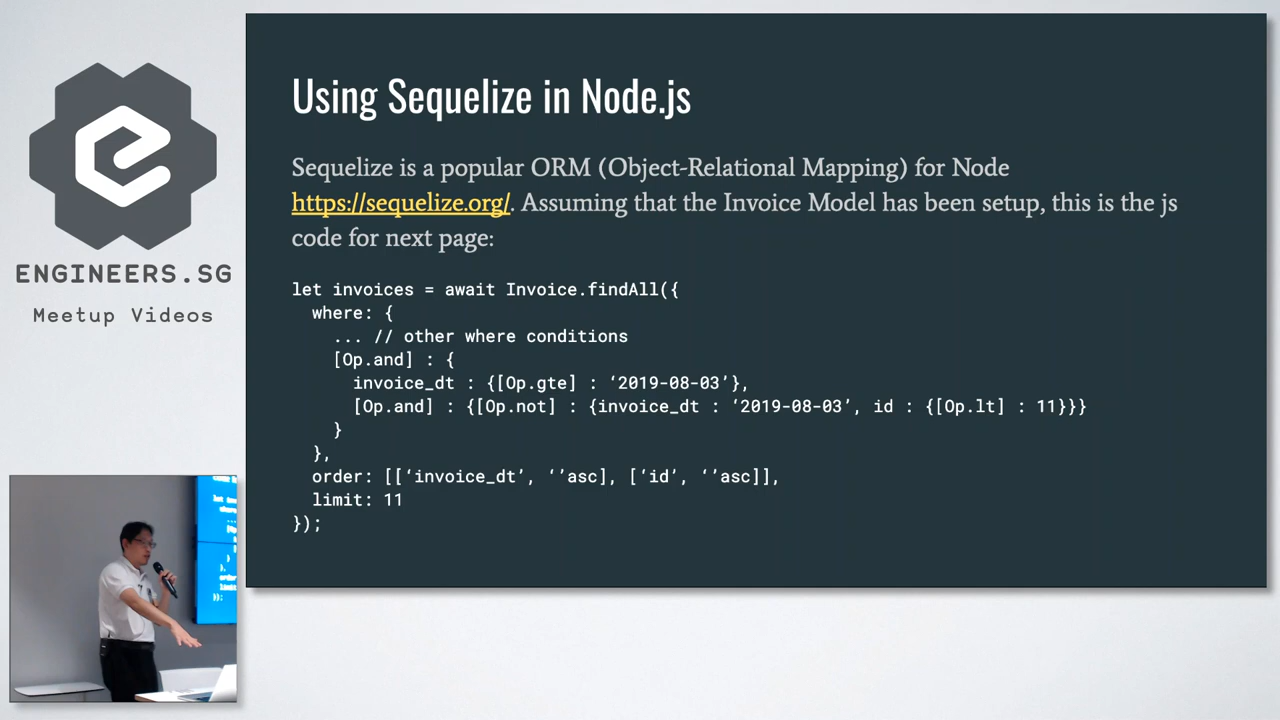 ENGINEERS.SG
Meetup Videos
Using Sequelize in Node.js
Sequelize is a popular ORM (Object-Relational Mapping) for Node
https://sequelize.org/. Assuming that the Invoice Model has been setup, this is the js
code for next page:
let invoices = await Invoice.findAll({
where: {
... // other where conditions
[Op.and] : {
invoice_dt : {[Op.gte] : ‘2019-08-03’},
[Op.and] : {[Op.not] : {invoice_dt : ‘2019-08-03’, id : {[Op.lt] : 11}}}
}
},
order: [[‘invoice_dt’, ‘’asc], [‘id’, ‘’asc]],
limit: 11
});